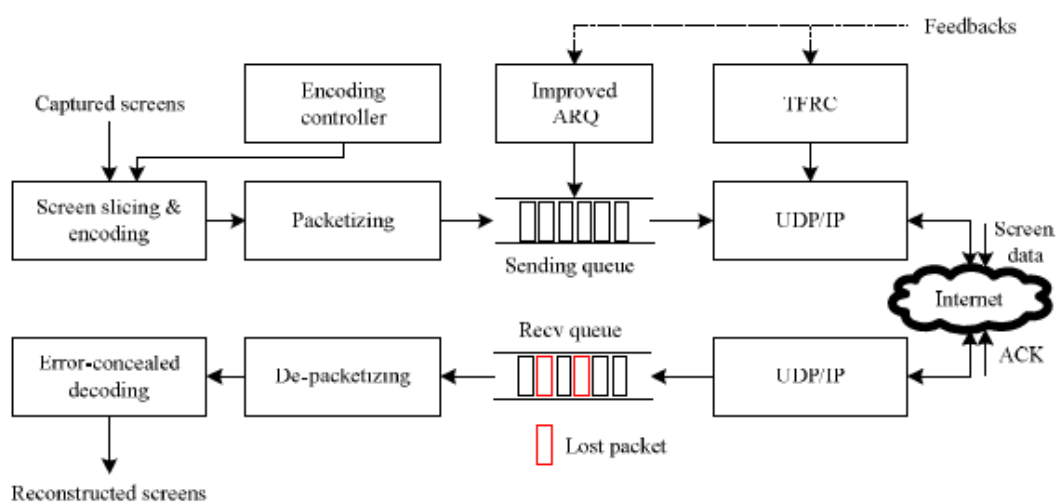 Feedbacks
Captured screens
Encoding
controller
Improved
ARQ
TFRC
Screen slicing &
encoding
Packetizing
Sending queue
UDP/IP
Screen
data
Internet
ACK
Error-concealed
decoding
De-packetizing
Recv queue
UDP/IP
Lost packet
Reconstructed screens